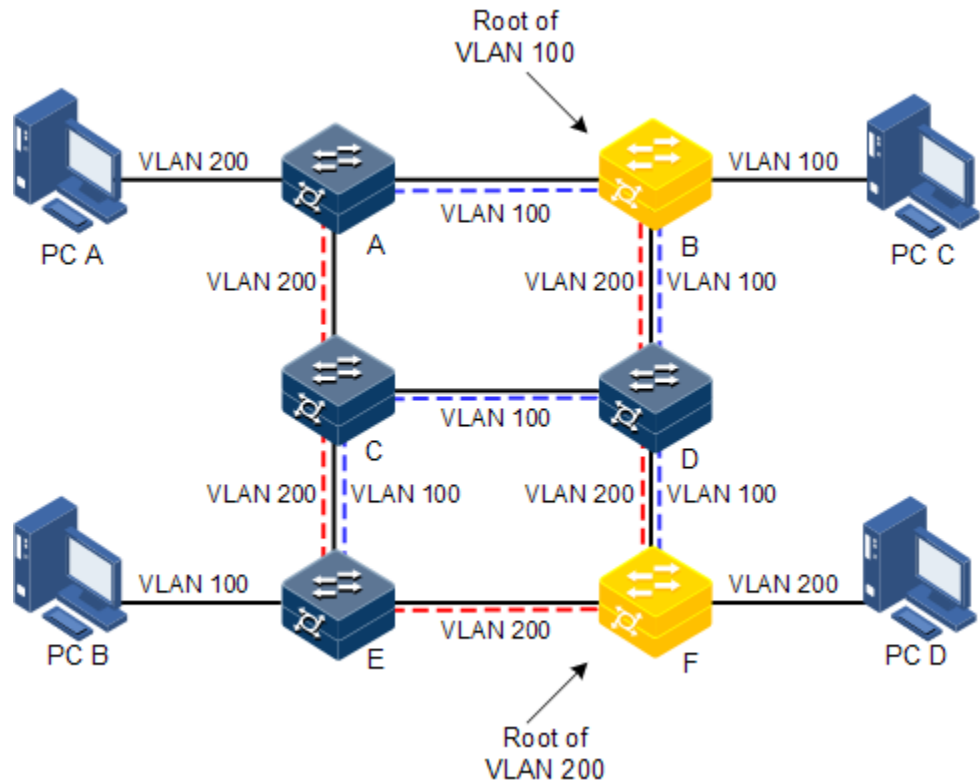 Root of
VLAN 100
VLAN 200
VLAN 100
VLAN 100
PC A
A
B
PC C
VLAN 200
VLAN 200
VLAN 100
VLAN 100
C
D
VLAN 200
VLAN 100
VLAN 200
VLAN 100
VLAN 100
VLAN 200
VLAN 200
PC B
E
F
PC D
Root of
VLAN 200